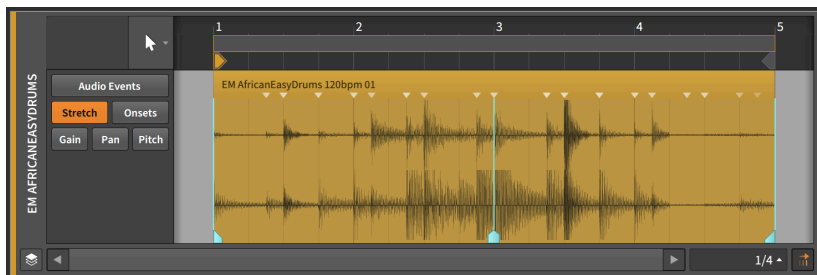 1 2 3 4 5
EM AFRICANEASYDRUMS
Audio Events
Stretch Onsets
Gain Pan Pitch
EM AfricanEasyDrums 120bpm 01
1/4